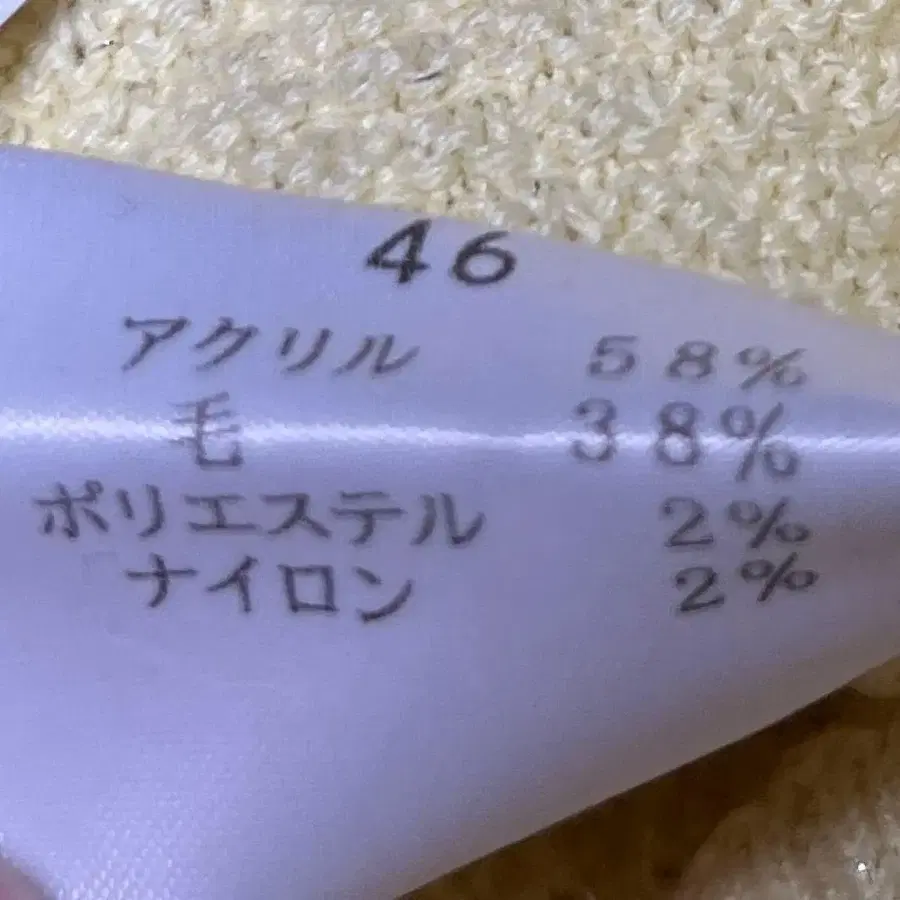 46
アクリル 58%
毛 38%
ポリエステル 2%
ナイロン 2%